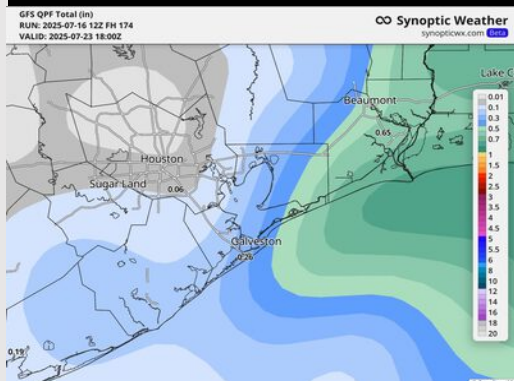 GFS QPF Total (in)
RUN: 2025-07-16 12Z FH 174
VALID: 2025-07-23 18:00Z
Synoptic Weather
synopticwx.com Beta
Lake C
Beaumont
0.65
Houston
Sugar Land
0.06
Galveston
0.26
0.19
0.01
0.1
0.3
0.5
0.7
1
1.5
2
2.5
3
3.5
4
4.5
5
5.5
6
8
10
12
14
16
18
20